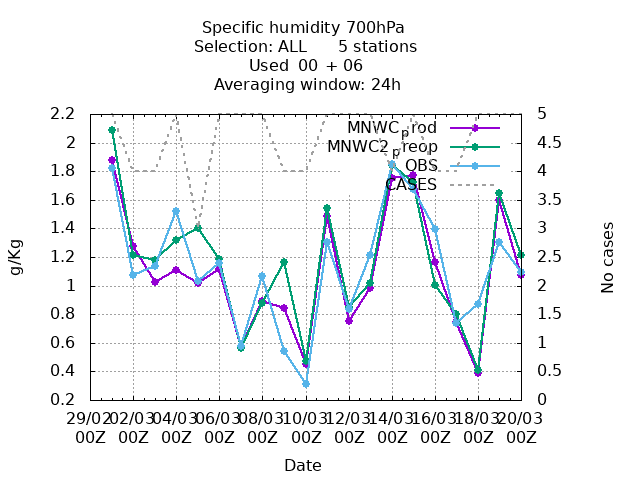 Specific humidity 700hPa
Selection: ALL 5 stations
Used 00 + 06
Averaging window: 24h
2.2 5
2 4.5
1.8 4
1.6 3.5
1.4 3
1.2 2.5
1 2
0.8 1.5
0.6 1
0.4 0.5
0.2 0
MNWCprod
MNWC2preop
OBS
CASES
g/Kg
No cases
29/02 02/03 04/03 06/03 08/03 10/03 12/03 14/03 16/03 18/03 20/03
00Z 00Z 00Z 00Z 00Z 00Z 00Z 00Z 00Z 00Z 00Z
Date